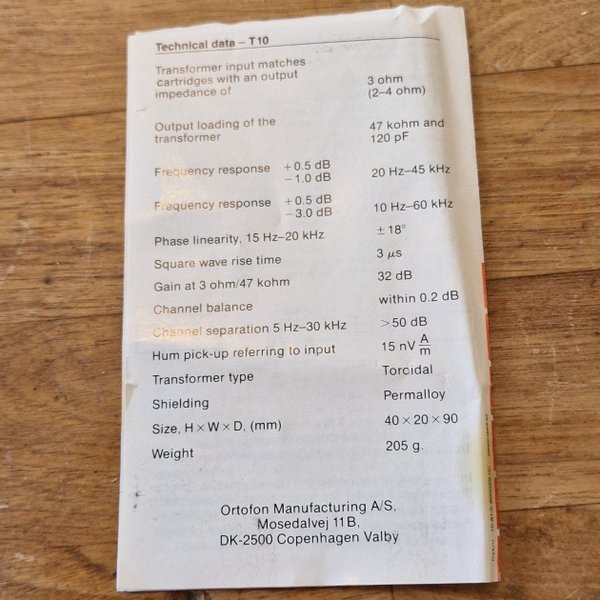 Technical data – T10
Transformer input matches
cartridges with an output
impedance of
3 ohm
(2–4 ohm)
Output loading of the
transformer
47 kohm and
120 pF
Frequency response +0.5 dB
−1.0 dB
20 Hz–45 kHz
Frequency response +0.5 dB
−3.0 dB
10 Hz–60 kHz
Phase linearity, 15 Hz–20 kHz ±18°
Square wave rise time 3 μs
Gain at 3 ohm/47 kohm 32 dB
Channel balance within 0.2 dB
Channel separation 5 Hz–30 kHz >50 dB
Hum pick-up referring to input 15 nV A/m
Transformer type Torcidal
Shielding Permalloy
Size, H×W×D, (mm) 40×20×90
Weight 205 g.
Ortofon Manufacturing A/S,
Mosedalvej 11B,
DK-2500 Copenhagen Valby